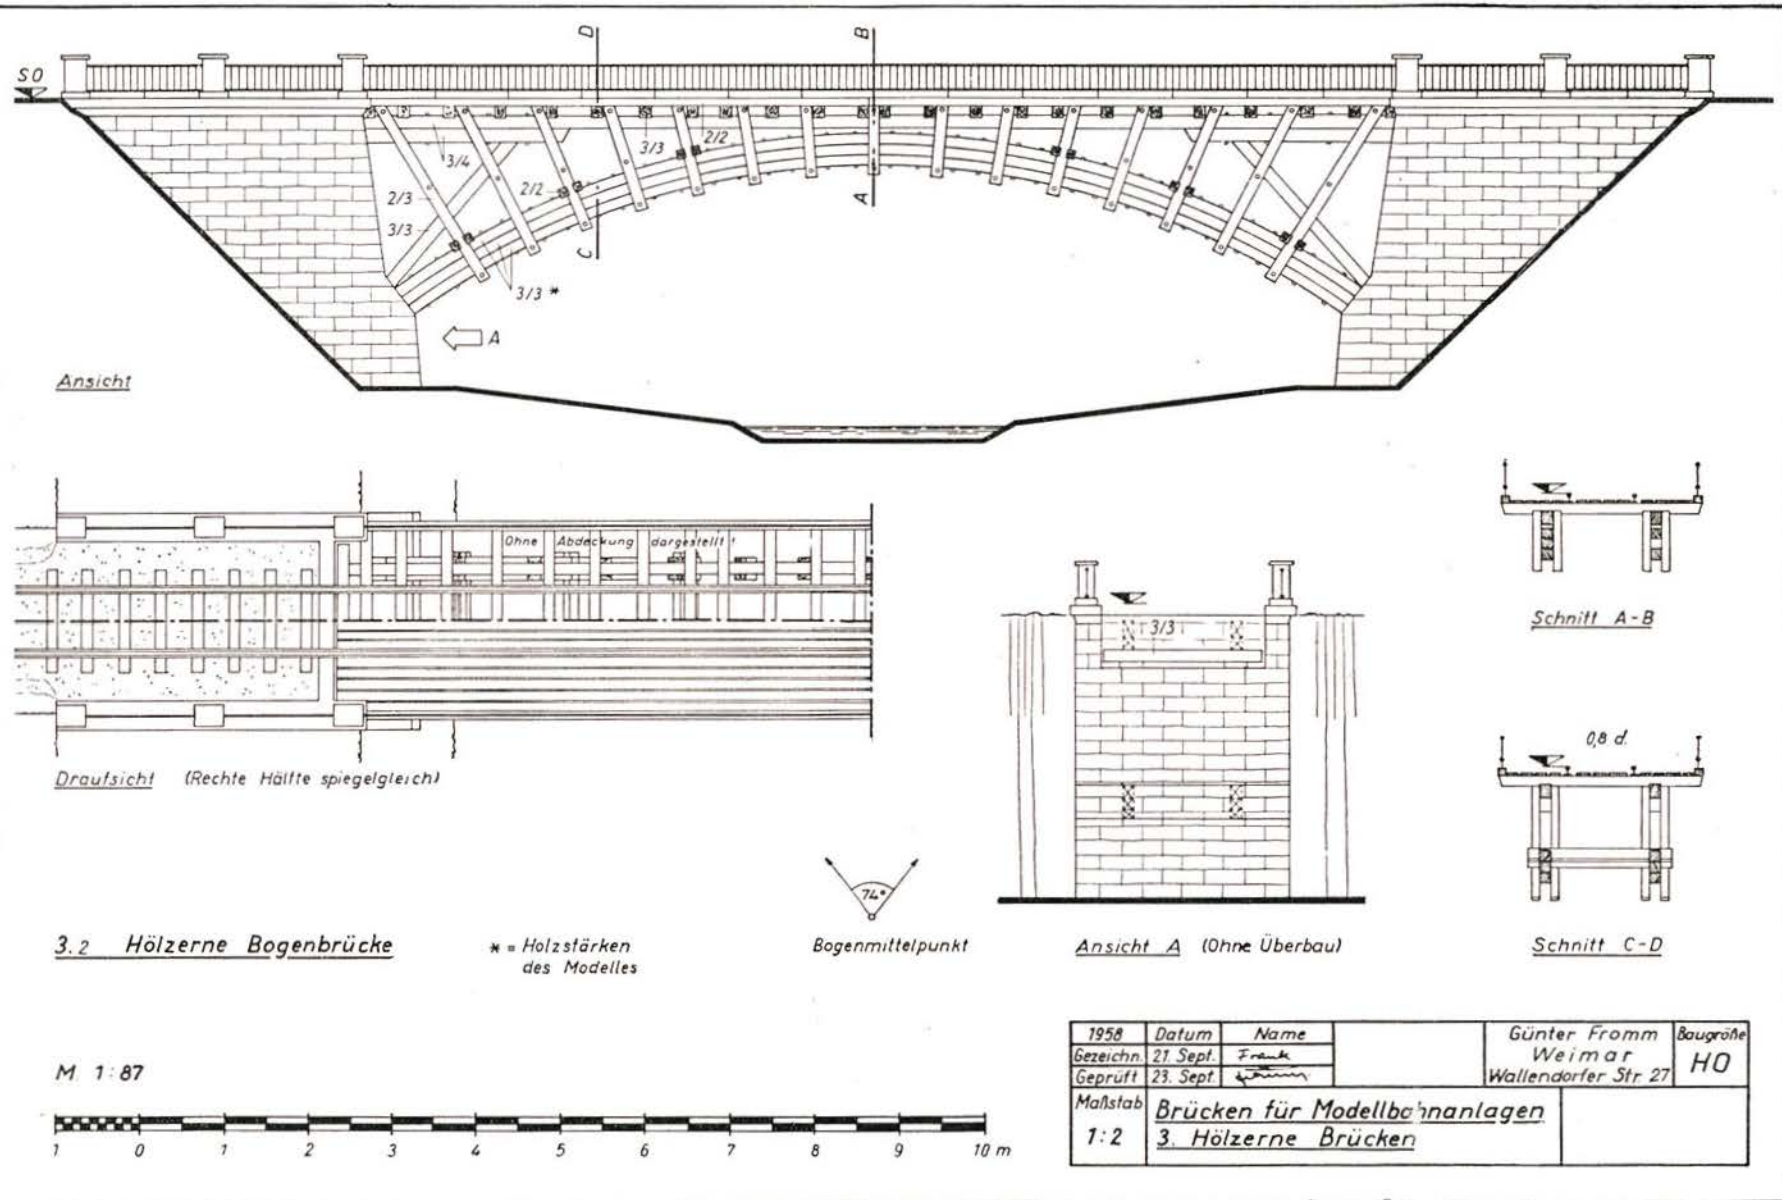 D
B
SO
3/4
3/3
2/2
2/2
2/3
3/3
3/3 *
C
A
A
Ansicht
Ohne Abdeckung dargestellt!
Draufsicht (Rechte Hälfte spiegelgleich)
3/3
Schnitt A-B
0,8 d.
74°
3.2 Hölzerne Bogenbrücke
* = Holzstärken
des Modelles
Bogenmittelpunkt
Ansicht A (Ohne Überbau)
Schnitt C-D
M 1:87
1 0 1 2 3 4 5 6 7 8 9 10 m
1958 Datum Name
Gezeichn. 21. Sept. Frank
Geprüft 23. Sept.
Günter Fromm
Weimar
Wallendorfer Str. 27
Baugröße
HO
Maßstab
1:2
Brücken für Modellbahnanlagen
3. Hölzerne Brücken